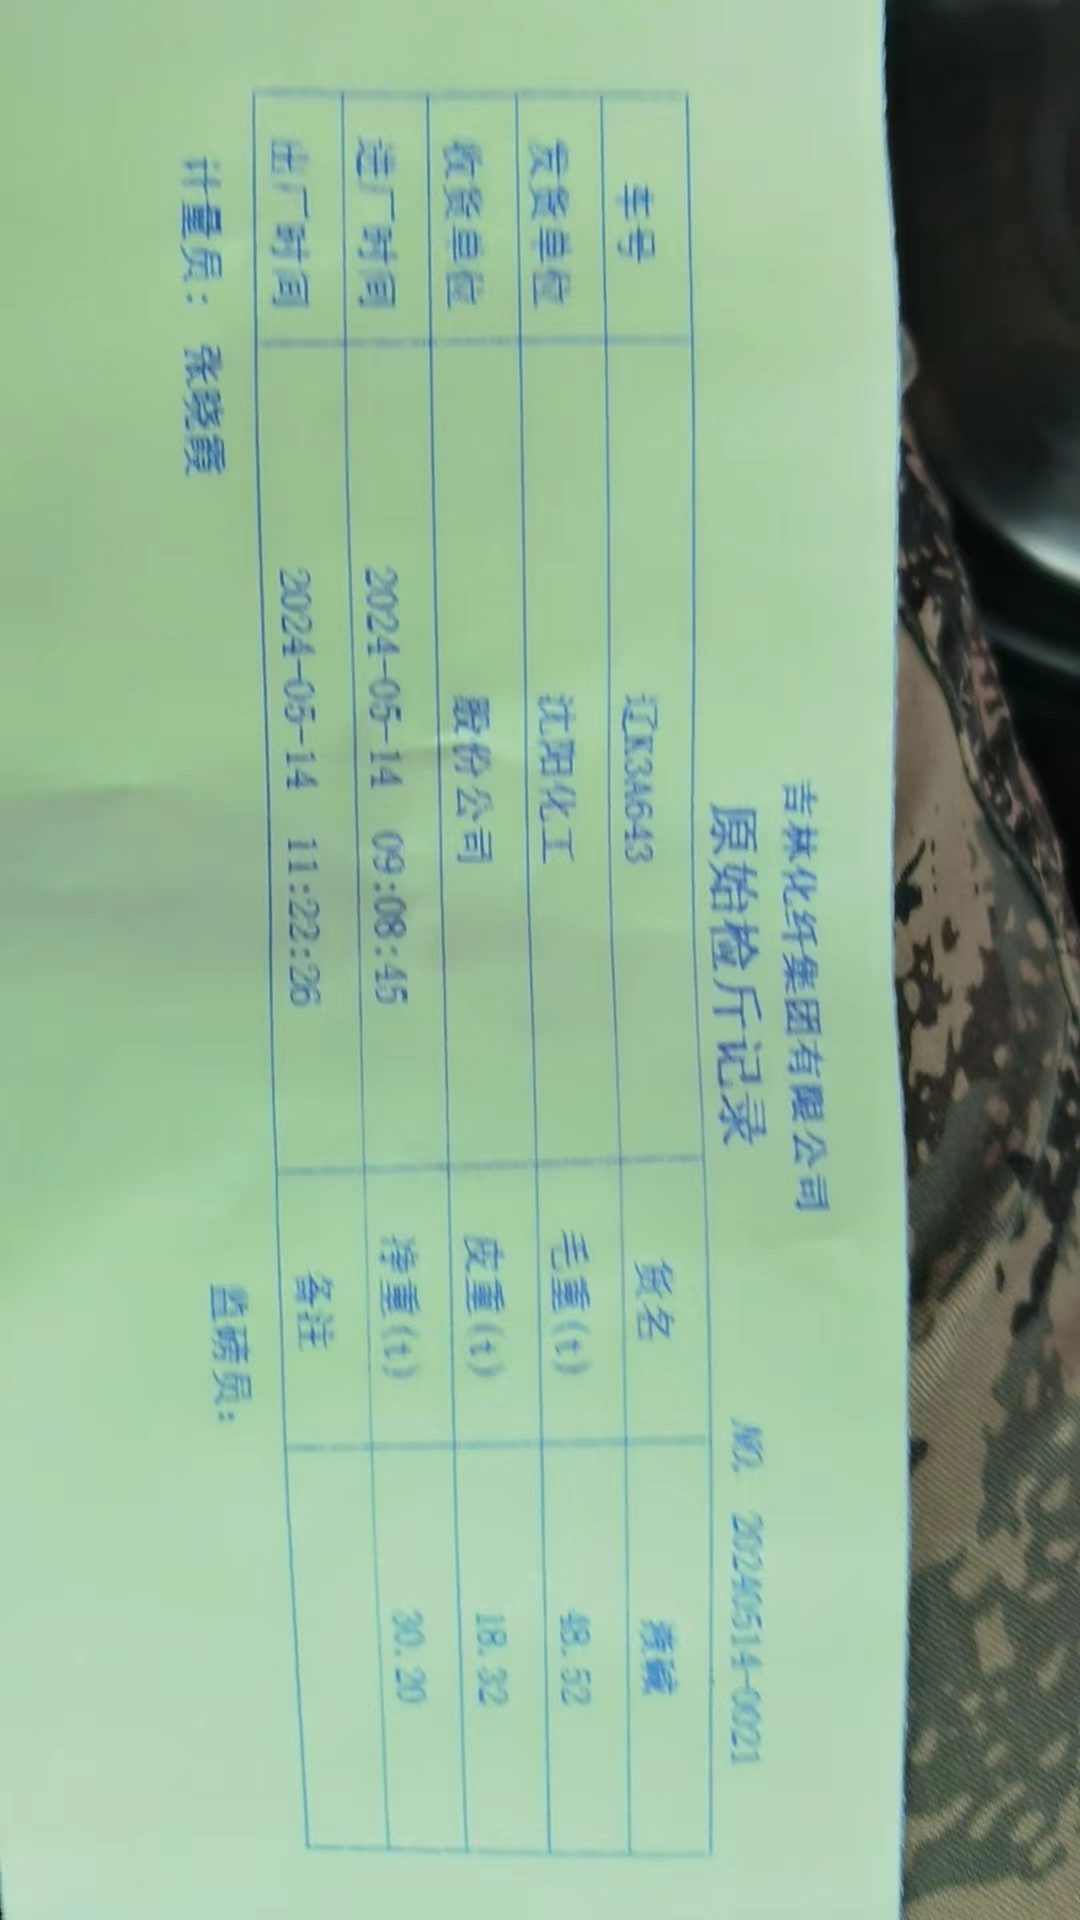 吉林化纤集团有限公司
原始检斤记录
NO. 20240514-0021
车号 辽K3A643 货名 液碱
发货单位 沈阳化工 毛重(t) 48.52
收货单位 股份公司 皮重(t) 18.32
进厂时间 2024-05-14 09:08:45 净重(t) 30.20
出厂时间 2024-05-14 11:22:26 备注
计量员： 张晓霞 监磅员：